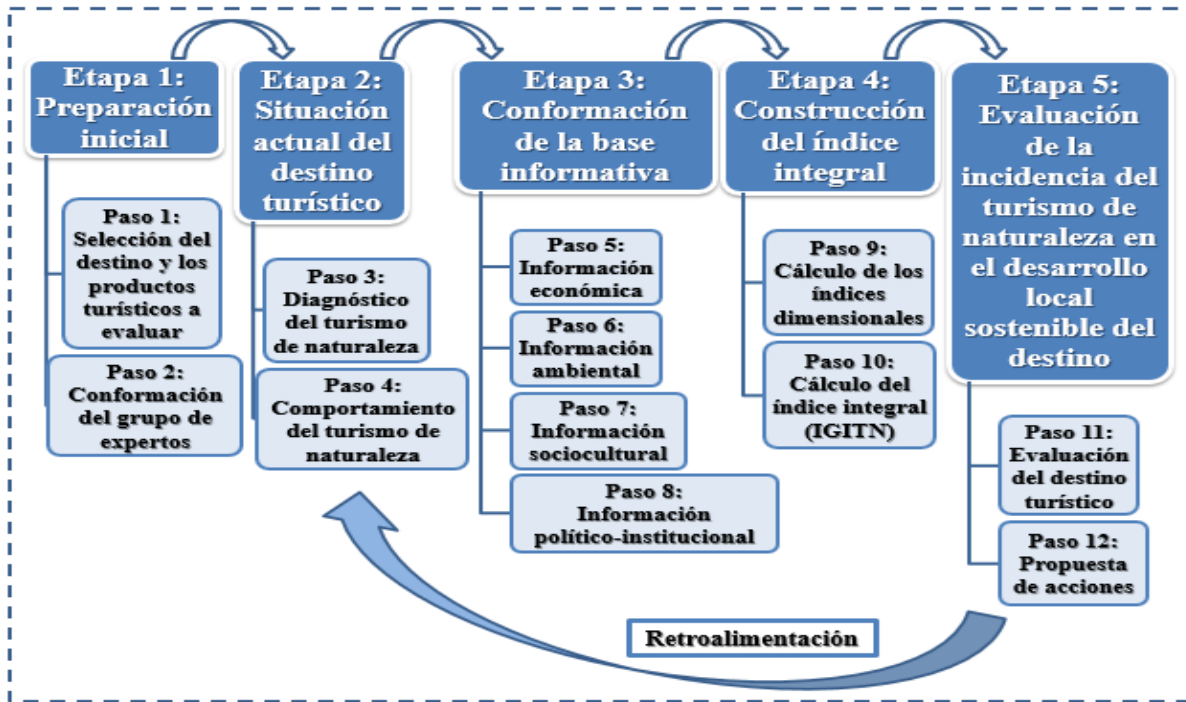 Etapa 1:
Preparación
inicial
Paso 1:
Selección del
destino y los
productos
turísticos a
evaluar
Paso 2:
Conformación
del grupo de
expertos
Etapa 2:
Situación
actual del
destino
turístico
Paso 3:
Diagnóstico
del turismo
de naturaleza
Paso 4:
Comportamiento
del turismo de
naturaleza
Etapa 3:
Conformación
de la base
informativa
Paso 5:
Información
económica
Paso 6:
Información
ambiental
Paso 7:
Información
sociocultural
Paso 8:
Información
político-institucional
Etapa 4:
Construcción
del índice
integral
Paso 9:
Cálculo de los
índices
dimensionales
Paso 10:
Cálculo del
índice integral
(IGITN)
Etapa 5:
Evaluación
de la
incidencia del
turismo de
naturaleza en
el desarrollo
local
sostenible del
destino
Paso 11:
Evaluación
del destino
turístico
Paso 12:
Propuesta
de acciones
Retroalimentación